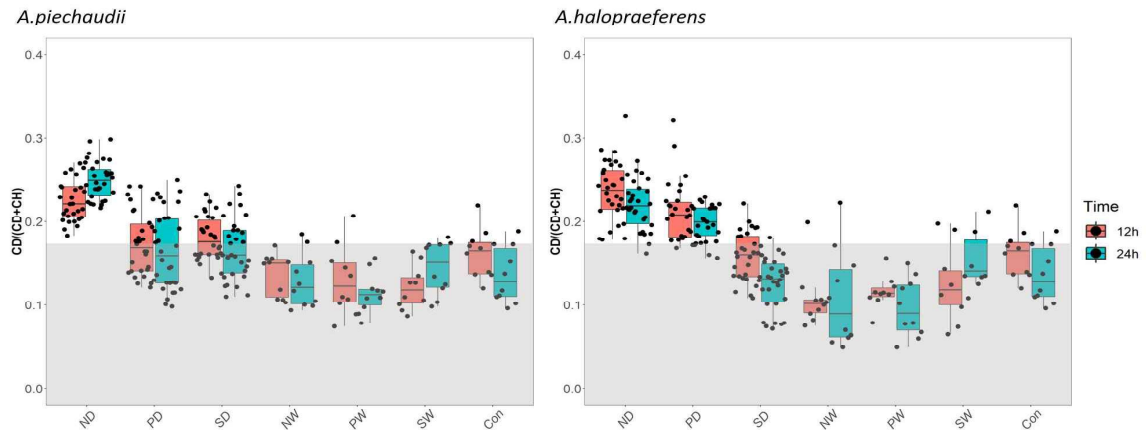 A.piechaudii
A.halopraeferens
CD/(CD+CH)
0.4
0.3
0.2
0.1
0.0
ND
PD
SD
NW
PW
SW
Con
CD/(CD+CH)
0.4
0.3
0.2
0.1
0.0
ND
PD
SD
NW
PW
SW
Con
Time
12h
24h